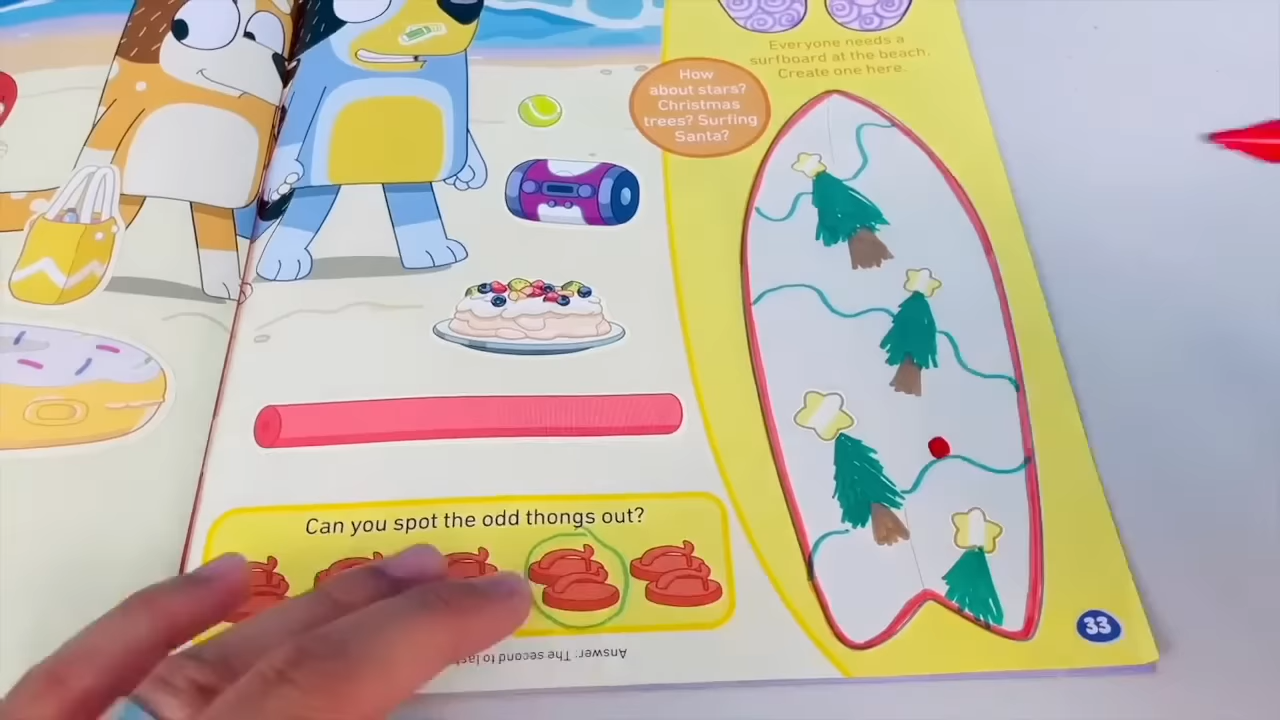 Everyone needs a
surfboard at the beach.
Create one here.
How
about stars?
Christmas
trees? Surfing
Santa?
Can you spot the odd thongs out?
Answer: The second to last
33